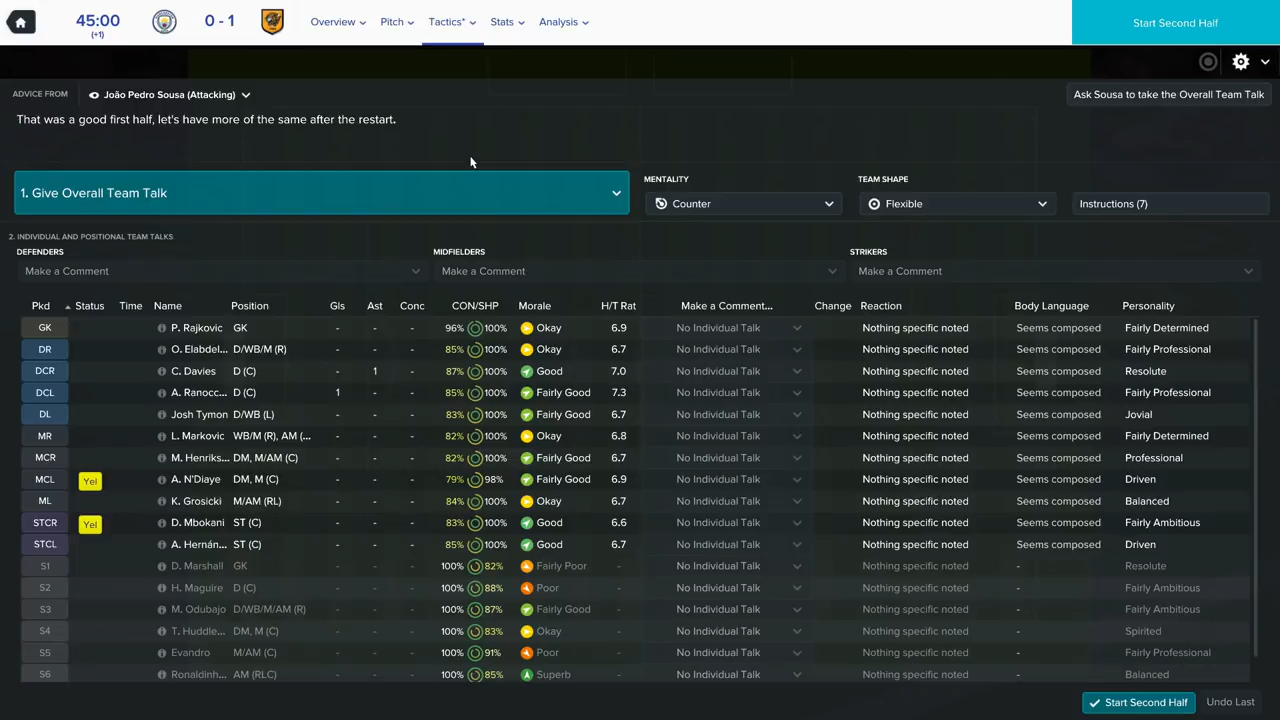 45:00
(+1)
0 - 1
Overview
Pitch
Tactics*
Stats
Analysis
Start Second Half
ADVICE FROM
João Pedro Sousa (Attacking)
Ask Sousa to take the Overall Team Talk
That was a good first half, let's have more of the same after the restart.
1. Give Overall Team Talk
MENTALITY
Counter
TEAM SHAPE
Flexible
Instructions (7)
2. INDIVIDUAL AND POSITIONAL TEAM TALKS
DEFENDERS
MIDFIELDERS
STRIKERS
Make a Comment
Make a Comment
Make a Comment
Pkd Status Time Name Position Gls Ast Conc CON/SHP Morale H/T Rat Make a Comment... Change Reaction Body Language Personality
GK P. Rajkovic GK - - - 96% 100% Okay 6.9 No Individual Talk Nothing specific noted Seems composed Fairly Determined
DR O. Elabdel... D/WB/M (R) - - - 85% 100% Okay 6.7 No Individual Talk Nothing specific noted Seems composed Fairly Professional
DCR C. Davies D (C) - 1 - 87% 100% Good 7.0 No Individual Talk Nothing specific noted Seems composed Resolute
DCL A. Ranocc... D (C) 1 - - 85% 100% Fairly Good 7.3 No Individual Talk Nothing specific noted Seems composed Fairly Professional
DL Josh Tymon D/WB (L) - - - 83% 100% Fairly Good 6.7 No Individual Talk Nothing specific noted Seems composed Jovial
MR L. Markovic WB/M (R), AM (... - - - 82% 100% Okay 6.8 No Individual Talk Nothing specific noted Seems composed Fairly Determined
MCR M. Henriks... DM, M/AM (C) - - - 82% 100% Fairly Good 6.7 No Individual Talk Nothing specific noted Seems composed Professional
MCL Yel A. N'Diaye DM, M (C) - - - 79% 98% Fairly Good 6.9 No Individual Talk Nothing specific noted Seems composed Driven
ML K. Grosicki M/AM (RL) - - - 84% 100% Okay 6.7 No Individual Talk Nothing specific noted Seems composed Balanced
STCR Yel D. Mbokani ST (C) - - - 83% 100% Good 6.6 No Individual Talk Nothing specific noted Seems composed Fairly Ambitious
STCL A. Hernán... ST (C) - - - 85% 100% Good 6.7 No Individual Talk Nothing specific noted Seems composed Driven
S1 D. Marshall GK - - - 100% 82% Fairly Poor - No Individual Talk Nothing specific noted - Resolute
S2 H. Maguire D (C) - - - 100% 88% Poor - No Individual Talk Nothing specific noted - Fairly Ambitious
S3 M. Odubajo D/WB/M/AM (R) - - - 100% 87% Fairly Good - No Individual Talk Nothing specific noted - Fairly Ambitious
S4 T. Huddle... DM, M (C) - - - 100% 83% Okay - No Individual Talk Nothing specific noted - Spirited
S5 Evandro M/AM (C) - - - 100% 91% Poor - No Individual Talk Nothing specific noted - Fairly Professional
S6 Ronaldinh... AM (RLC) - - - 100% 85% Superb - No Individual Talk Nothing specific noted - Balanced
Start Second Half
Undo Last